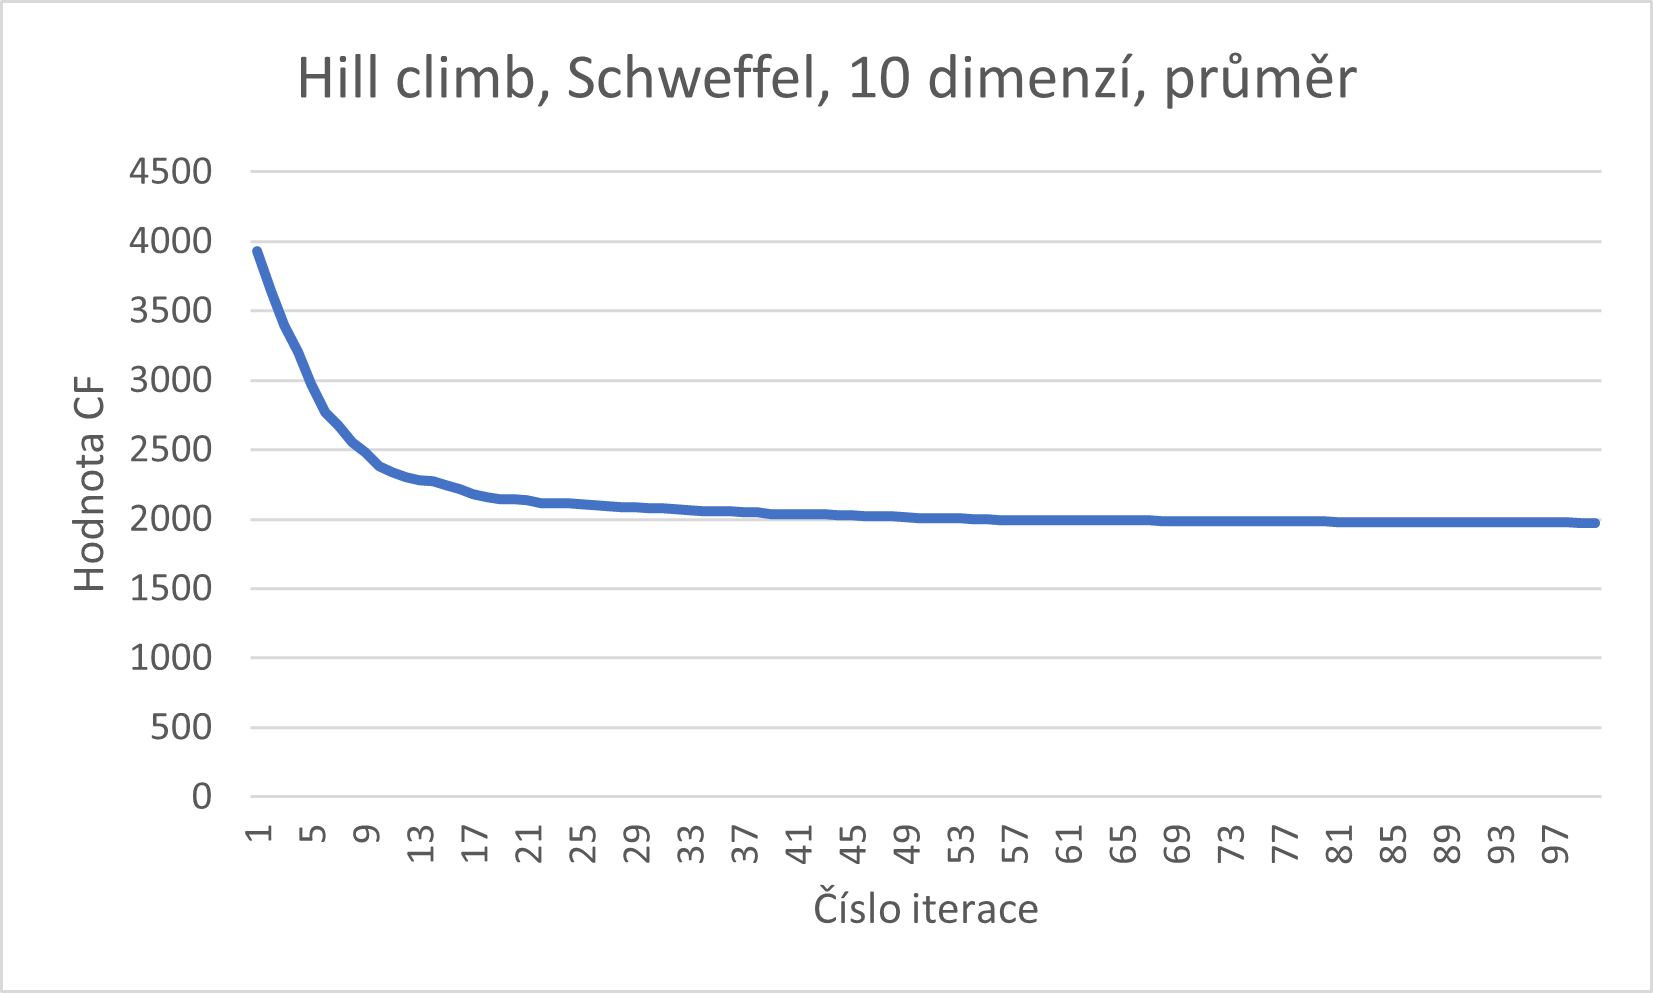 Hill climb, Schweffel, 10 dimenzí, průměr
4500
4000
3500
3000
2500
2000
1500
1000
500
0
Hodnota CF
1 5 9 13 17 21 25 29 33 37 41 45 49 53 57 61 65 69 73 77 81 85 89 93 97
Číslo iterace